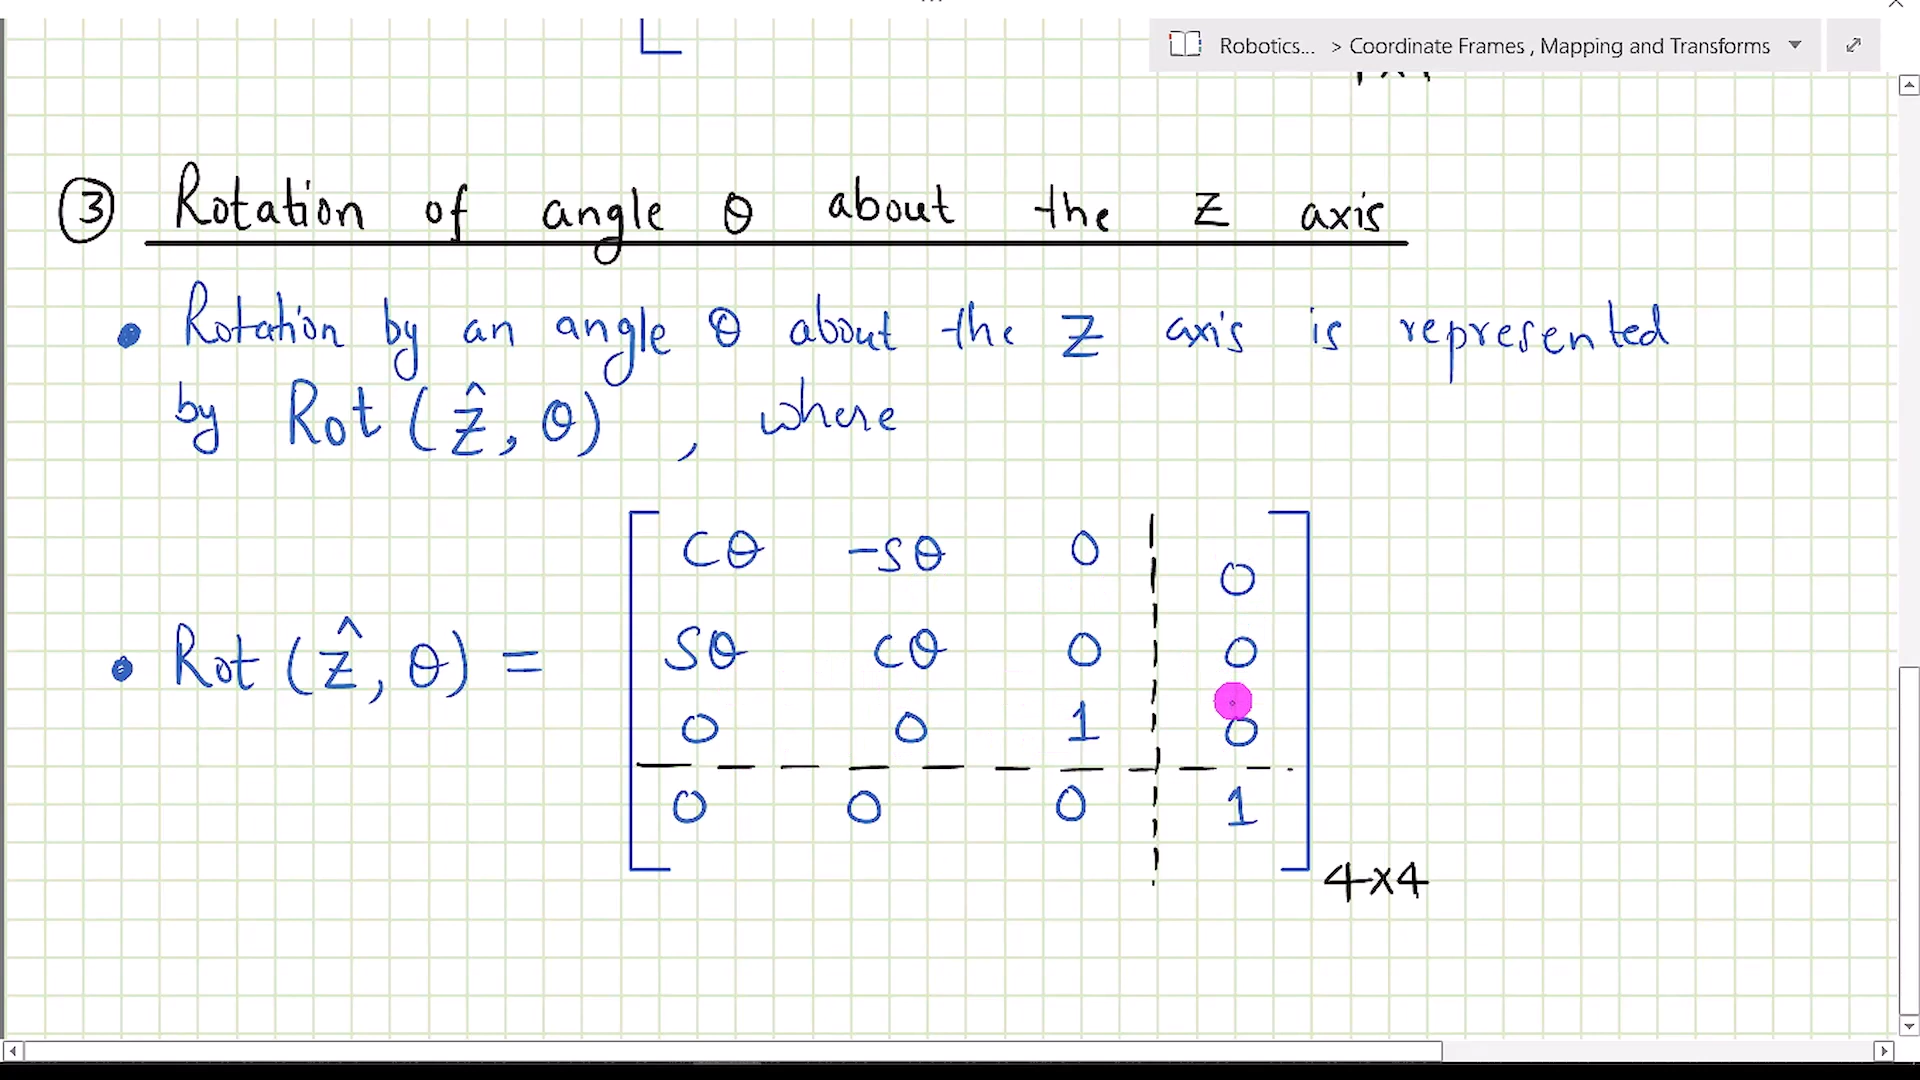 Robotics... > Coordinate Frames , Mapping and Transforms
③ Rotation of angle θ about the Z axis
• Rotation by an angle θ about the Z axis is represented
by Rot (ẑ, θ) , where
cθ -sθ 0 0
• Rot (ẑ, θ) = sθ cθ 0 0
0 0 1 0
0 0 0 1
4x4